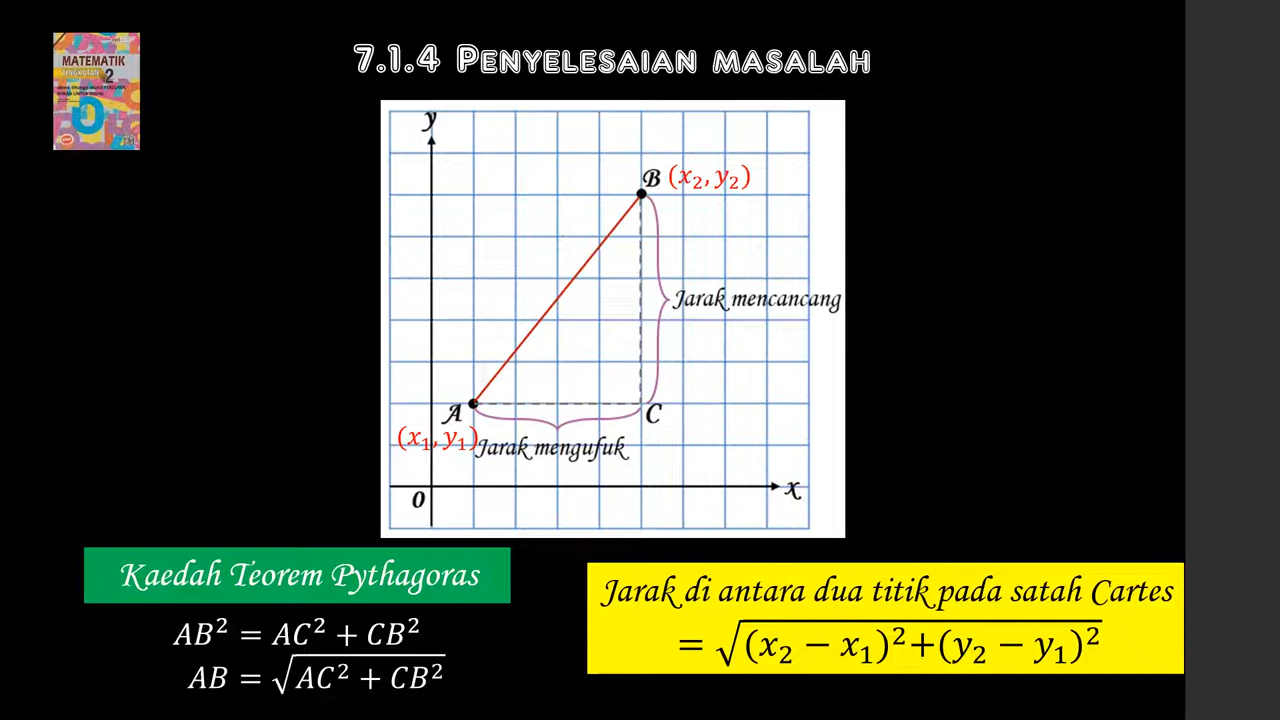 MATEMATIK
TINGKATAN 2
7.1.4 PENYELESAIAN MASALAH
y
B (x₂, y₂)
Jarak mencancang
A
C
(x₁, y₁)
Jarak mengufuk
0
x
Kaedah Teorem Pythagoras
AB² = AC² + CB²
AB = √(AC² + CB²)
Jarak di antara dua titik pada satah Cartes
= √((x₂ − x₁)²+(y₂ − y₁)²)